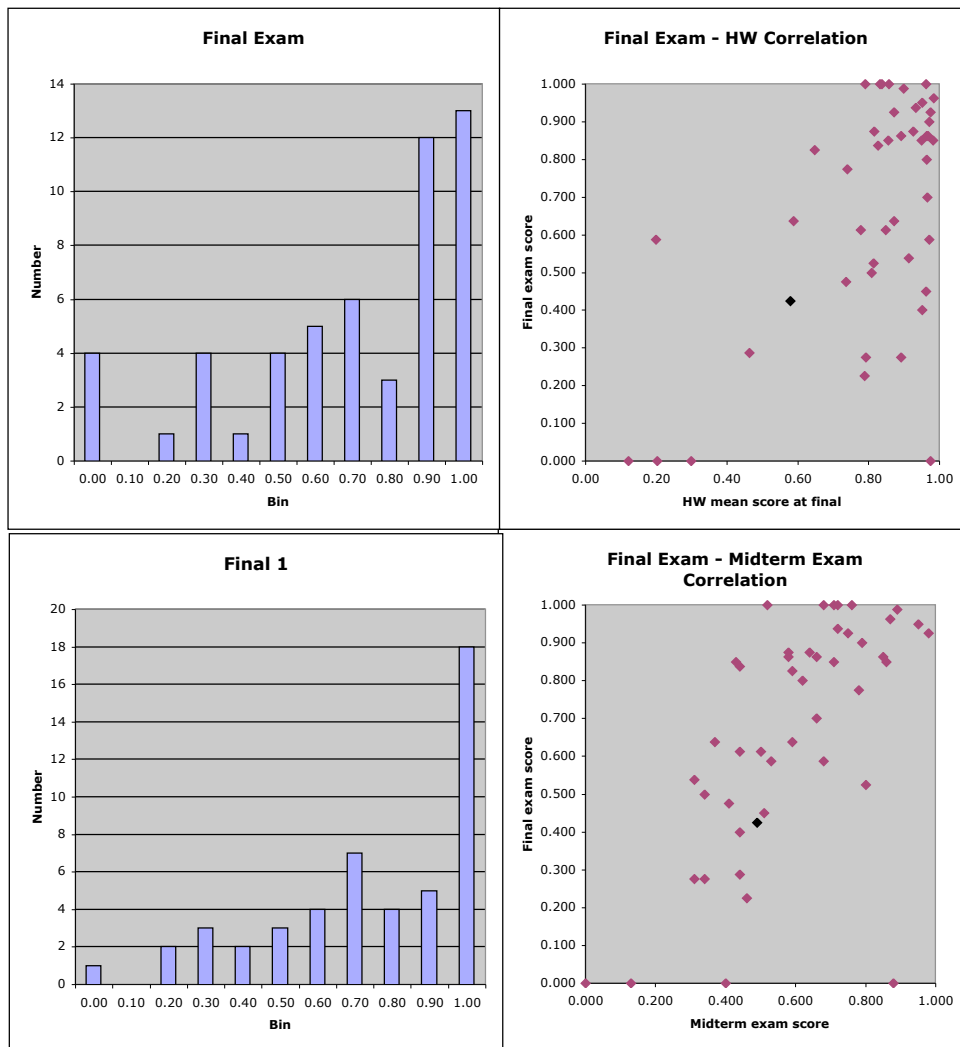 Final Exam
14
12
10
8
6
4
2
0
Number
0.00 0.10 0.20 0.30 0.40 0.50 0.60 0.70 0.80 0.90 1.00
Bin
Final Exam - HW Correlation
1.000
0.900
0.800
0.700
0.600
0.500
0.400
0.300
0.200
0.100
0.000
Final exam score
0.00 0.20 0.40 0.60 0.80 1.00
HW mean score at final
Final 1
20
18
16
14
12
10
8
6
4
2
0
Number
0.00 0.10 0.20 0.30 0.40 0.50 0.60 0.70 0.80 0.90 1.00
Bin
Final Exam - Midterm Exam
Correlation
1.000
0.900
0.800
0.700
0.600
0.500
0.400
0.300
0.200
0.100
0.000
Final exam score
0.000 0.200 0.400 0.600 0.800 1.000
Midterm exam score